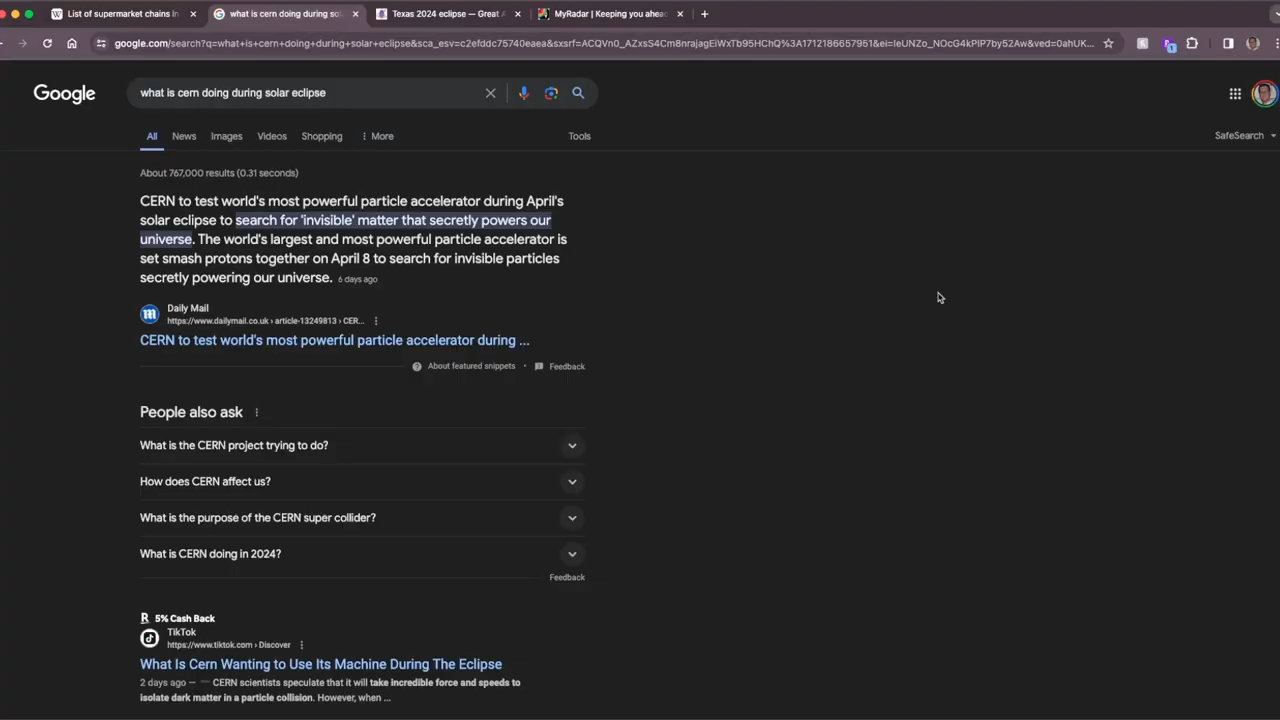 List of supermarket chains in
what is cern doing during sol
Texas 2024 eclipse — Great A
MyRadar | Keeping you ahea
google.com/search?q=what+is+cern+doing+during+solar+eclipse&sca_esv=c2efddc75740eaea&sxsrf=ACQVn0_AZxsS4Cm8nrajagEiWxTb95HChQ%3A1712186657951&ei=IeUNZo_NOcG4kPIP7by52Aw&ved=0ahUK...
Google
what is cern doing during solar eclipse
All
News
Images
Videos
Shopping
More
Tools
SafeSearch
About 767,000 results (0.31 seconds)
CERN to test world's most powerful particle accelerator during April's
solar eclipse to search for 'invisible' matter that secretly powers our
universe. The world's largest and most powerful particle accelerator is
set smash protons together on April 8 to search for invisible particles
secretly powering our universe. 6 days ago
Daily Mail
https://www.dailymail.co.uk › article-13249813 › CER...
CERN to test world's most powerful particle accelerator during ...
About featured snippets • Feedback
People also ask
What is the CERN project trying to do?
How does CERN affect us?
What is the purpose of the CERN super collider?
What is CERN doing in 2024?
Feedback
R 5% Cash Back
TikTok
https://www.tiktok.com › Discover
What Is Cern Wanting to Use Its Machine During The Eclipse
2 days ago — CERN scientists speculate that it will take incredible force and speeds to
isolate dark matter in a particle collision. However, when ...